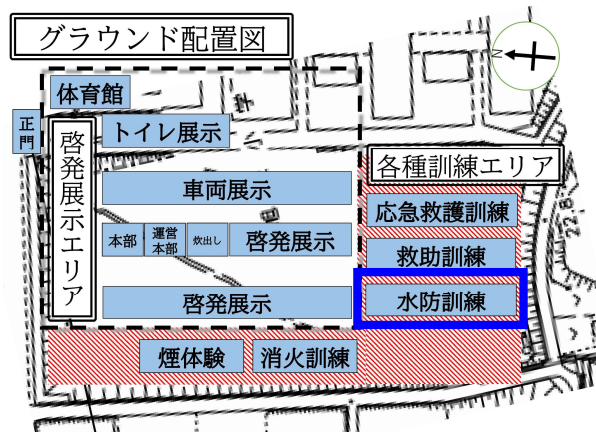 グラウンド配置図
N
体育館
正門
トイレ展示
啓発展示エリア
各種訓練エリア
車両展示
応急救護訓練
本部
運営
本部
炊出し
啓発展示
救助訓練
啓発展示
水防訓練
煙体験
消火訓練